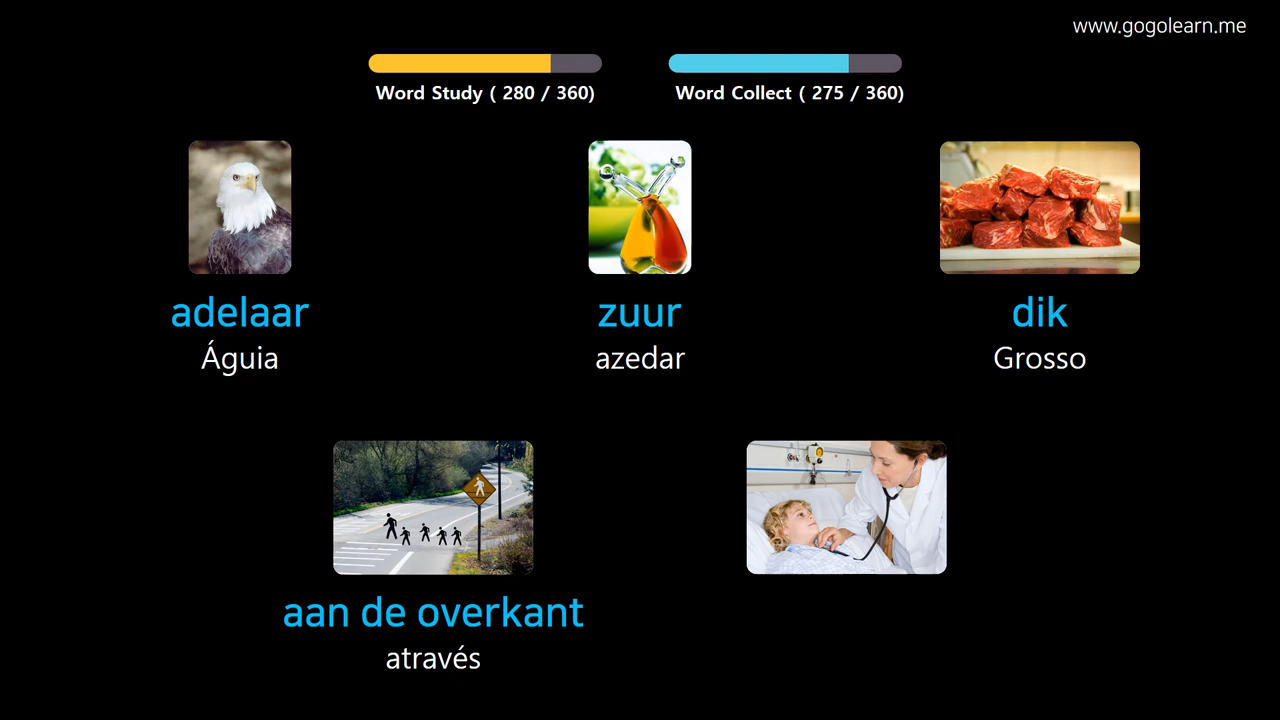 www.gogolearn.me
Word Study ( 280 / 360)
Word Collect ( 275 / 360)
adelaar
Águia
zuur
azedar
dik
Grosso
aan de overkant
através